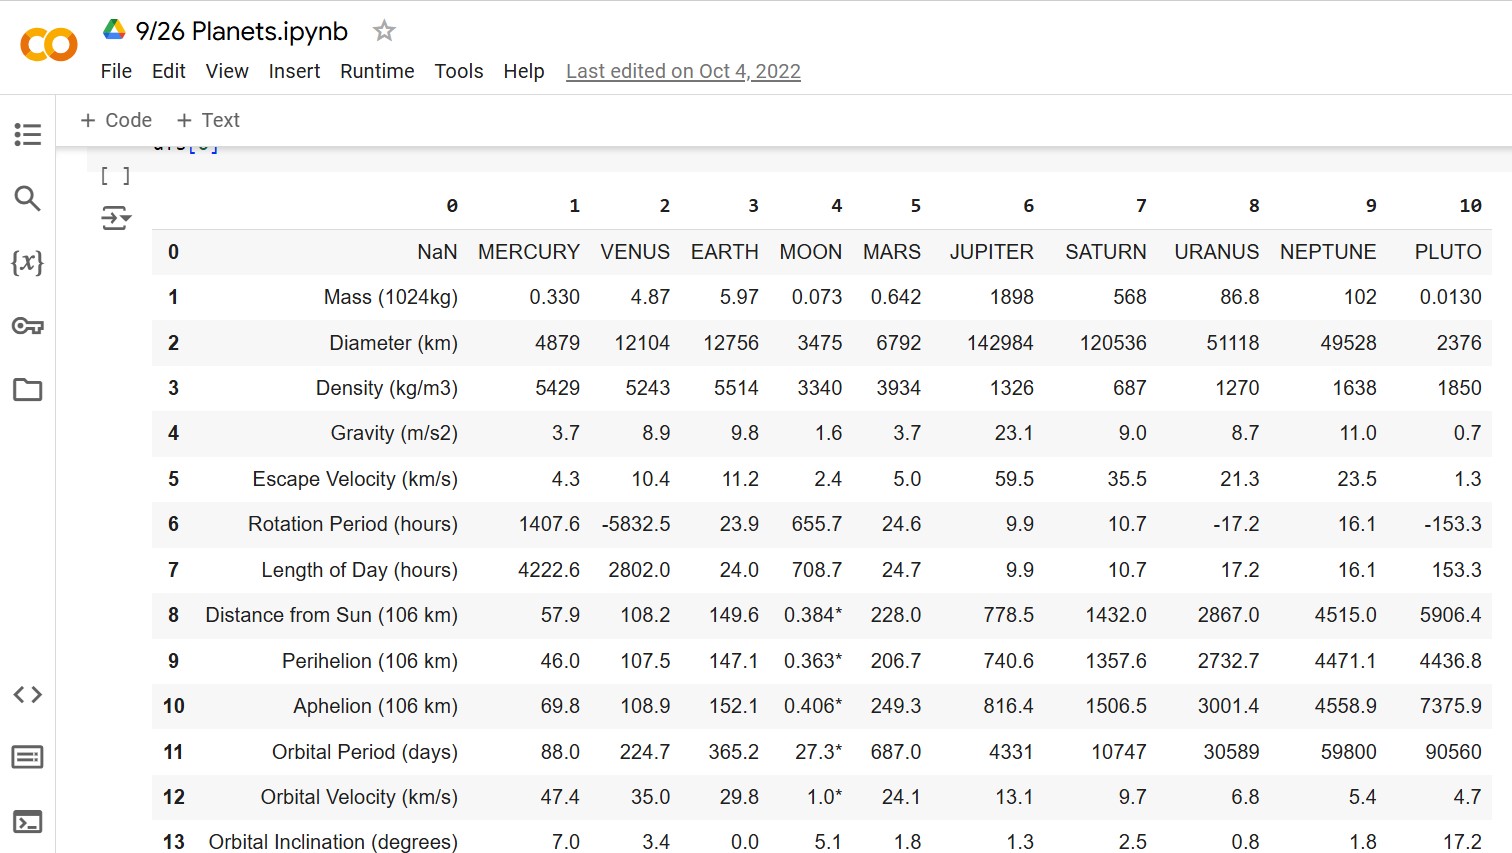 9/26 Planets.ipynb
File Edit View Insert Runtime Tools Help Last edited on Oct 4, 2022
+ Code + Text
[ ]
0 1 2 3 4 5 6 7 8 9 10
0 NaN MERCURY VENUS EARTH MOON MARS JUPITER SATURN URANUS NEPTUNE PLUTO
1 Mass (1024kg) 0.330 4.87 5.97 0.073 0.642 1898 568 86.8 102 0.0130
2 Diameter (km) 4879 12104 12756 3475 6792 142984 120536 51118 49528 2376
3 Density (kg/m3) 5429 5243 5514 3340 3934 1326 687 1270 1638 1850
4 Gravity (m/s2) 3.7 8.9 9.8 1.6 3.7 23.1 9.0 8.7 11.0 0.7
5 Escape Velocity (km/s) 4.3 10.4 11.2 2.4 5.0 59.5 35.5 21.3 23.5 1.3
6 Rotation Period (hours) 1407.6 -5832.5 23.9 655.7 24.6 9.9 10.7 -17.2 16.1 -153.3
7 Length of Day (hours) 4222.6 2802.0 24.0 708.7 24.7 9.9 10.7 17.2 16.1 153.3
8 Distance from Sun (106 km) 57.9 108.2 149.6 0.384* 228.0 778.5 1432.0 2867.0 4515.0 5906.4
9 Perihelion (106 km) 46.0 107.5 147.1 0.363* 206.7 740.6 1357.6 2732.7 4471.1 4436.8
10 Aphelion (106 km) 69.8 108.9 152.1 0.406* 249.3 816.4 1506.5 3001.4 4558.9 7375.9
11 Orbital Period (days) 88.0 224.7 365.2 27.3* 687.0 4331 10747 30589 59800 90560
12 Orbital Velocity (km/s) 47.4 35.0 29.8 1.0* 24.1 13.1 9.7 6.8 5.4 4.7
13 Orbital Inclination (degrees) 7.0 3.4 0.0 5.1 1.8 1.3 2.5 0.8 1.8 17.2
{x}